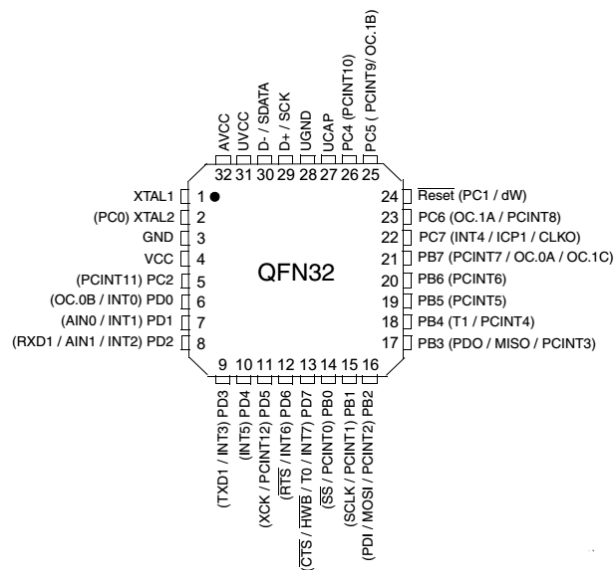 AVCC
UVCC
D- / SDATA
D+ / SCK
UGND
UCAP
PC4 (PCINT10)
PC5 ( PCINT9/ OC.1B)
32 31 30 29 28 27 26 25
XTAL1 1
(PC0) XTAL2 2
GND 3
VCC 4
(PCINT11) PC2 5
(OC.0B / INT0) PD0 6
(AIN0 / INT1) PD1 7
(RXD1 / AIN1 / INT2) PD2 8
QFN32
24 Reset (PC1 / dW)
23 PC6 (OC.1A / PCINT8)
22 PC7 (INT4 / ICP1 / CLKO)
21 PB7 (PCINT7 / OC.0A / OC.1C)
20 PB6 (PCINT6)
19 PB5 (PCINT5)
18 PB4 (T1 / PCINT4)
17 PB3 (PDO / MISO / PCINT3)
9 10 11 12 13 14 15 16
(TXD1 / INT3) PD3
(INT5) PD4
(XCK / PCINT12) PD5
(RTS / INT6) PD6
(CTS / HWB / T0 / INT7) PD7
(SS / PCINT0) PB0
(SCLK / PCINT1) PB1
(PDI / MOSI / PCINT2) PB2